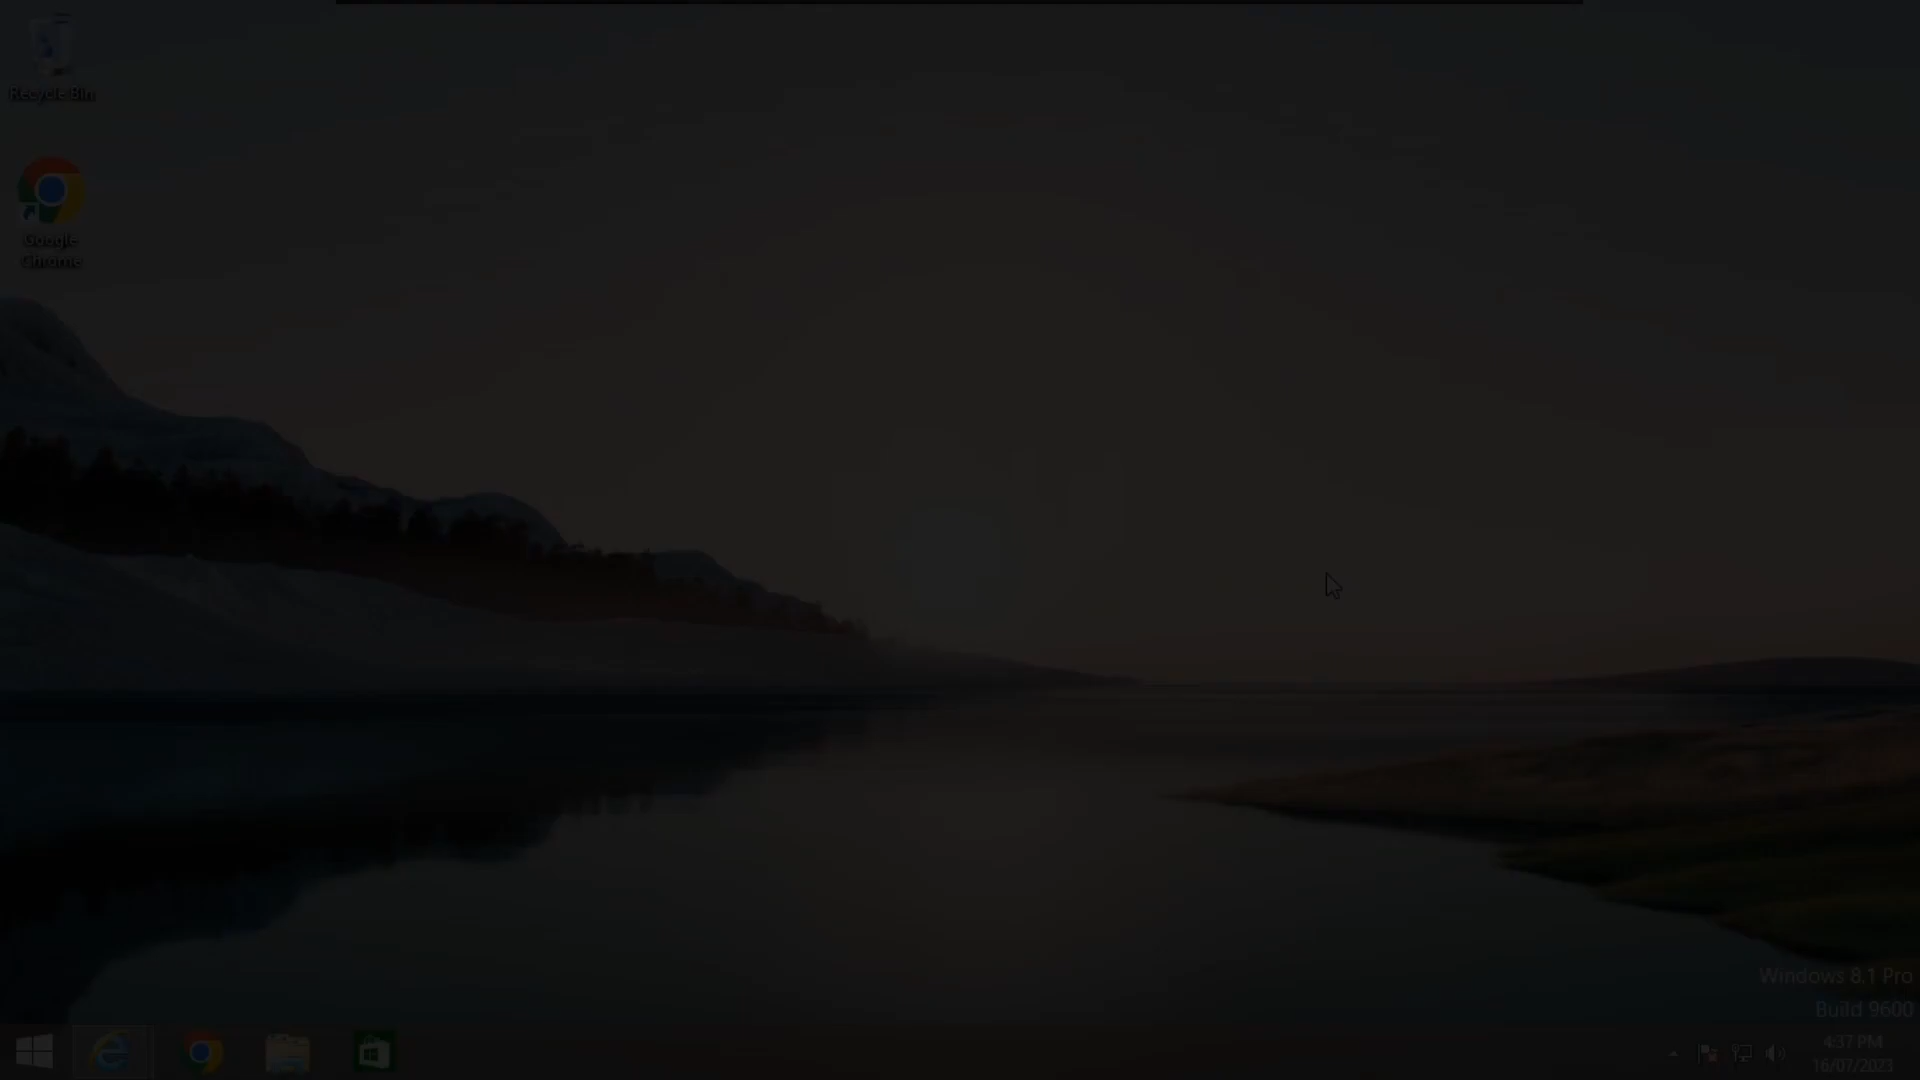 Recycle Bin
Google
Chrome
Windows 8.1 Pro
Build 9600
4:37 PM
16/07/2023